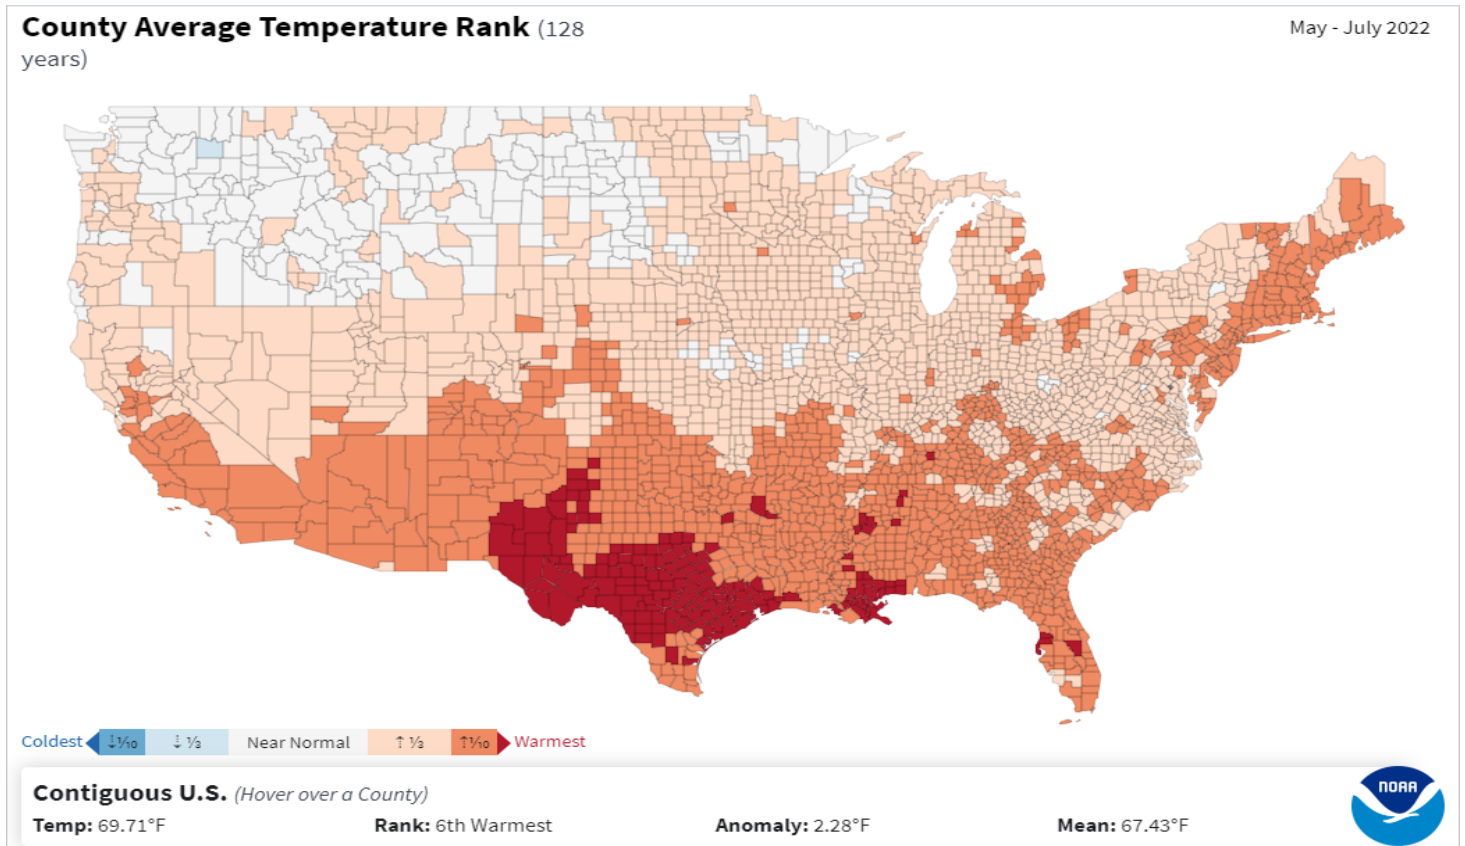 County Average Temperature Rank (128
years)
May - July 2022
Coldest ↓⅒ ⇣⅓ Near Normal ⇡⅓ ↑⅒ Warmest
Contiguous U.S. (Hover over a County)
Temp: 69.71°F Rank: 6th Warmest Anomaly: 2.28°F Mean: 67.43°F
NOAA